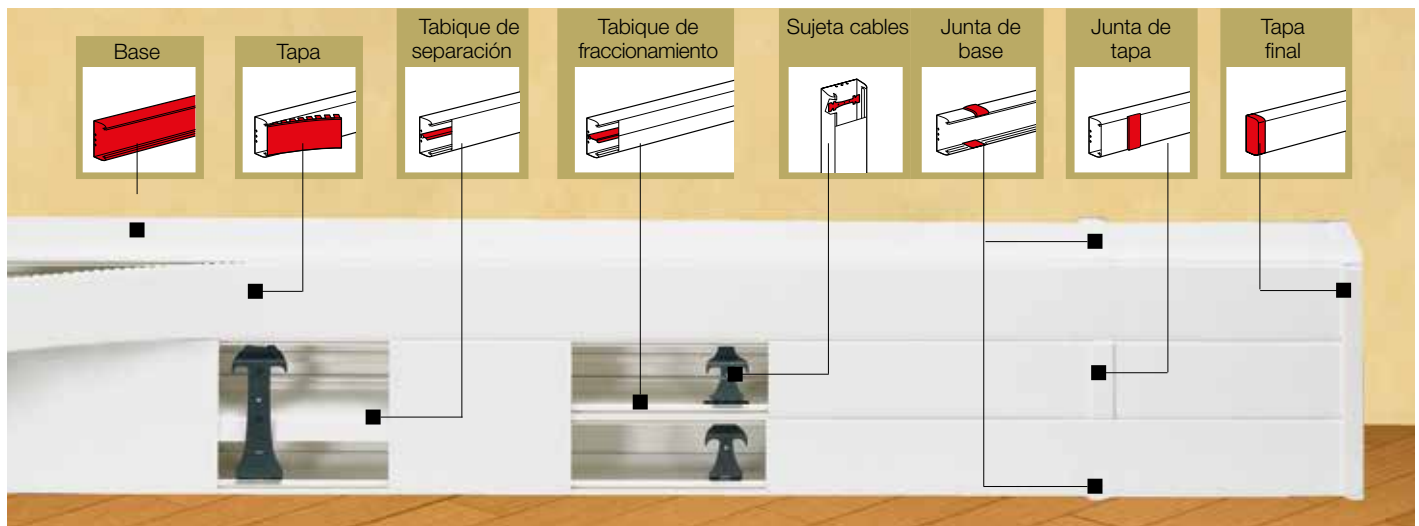 Base
Tapa
Tabique de
separación
Tabique de
fraccionamiento
Sujeta cables
Junta de
base
Junta de
tapa
Tapa
final